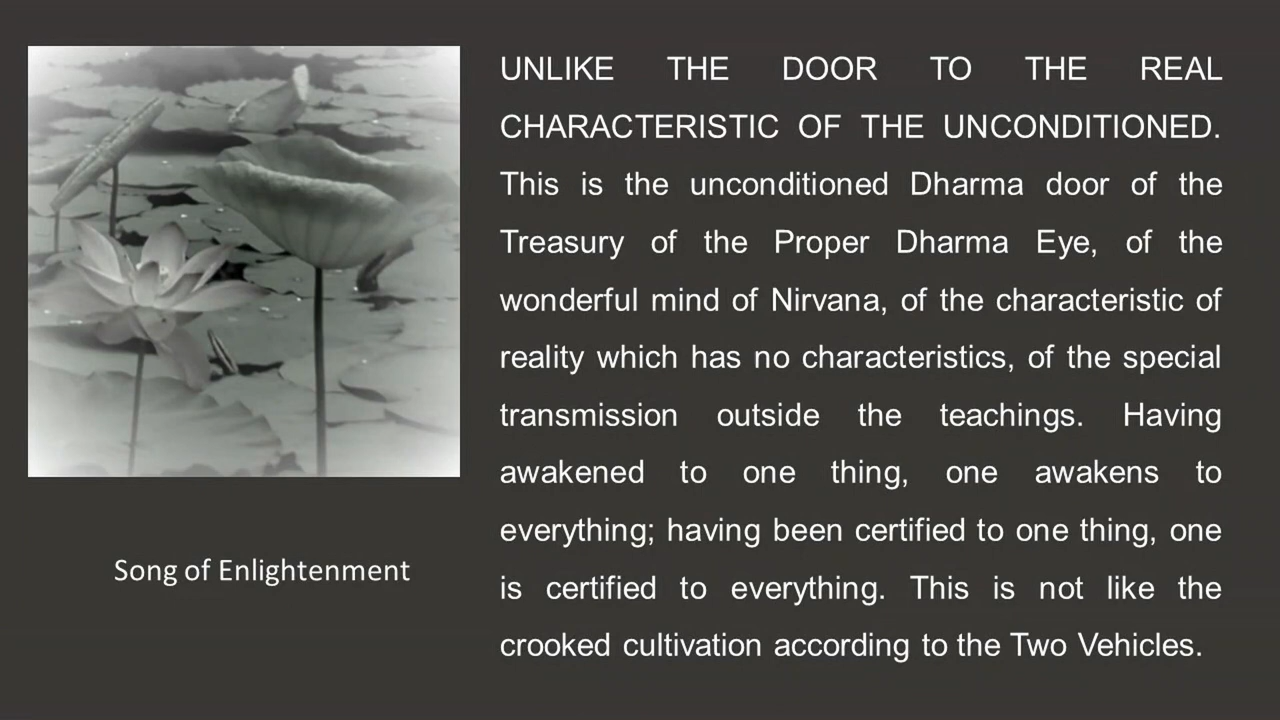 UNLIKE THE DOOR TO THE REAL
CHARACTERISTIC OF THE UNCONDITIONED.
This is the unconditioned Dharma door of the
Treasury of the Proper Dharma Eye, of the
wonderful mind of Nirvana, of the characteristic of
reality which has no characteristics, of the special
transmission outside the teachings. Having
awakened to one thing, one awakens to
everything; having been certified to one thing, one
is certified to everything. This is not like the
crooked cultivation according to the Two Vehicles.
Song of Enlightenment